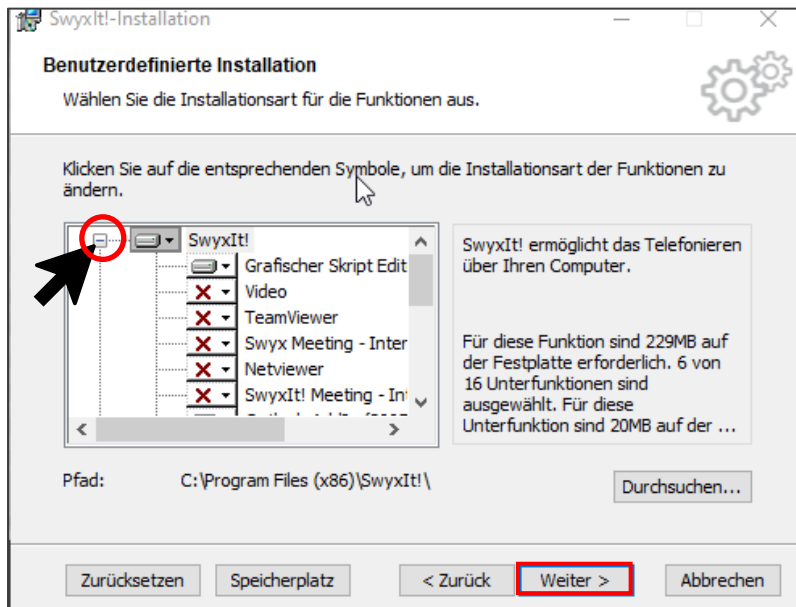 SwyxIt!-Installation
Benutzerdefinierte Installation
Wählen Sie die Installationsart für die Funktionen aus.
Klicken Sie auf die entsprechenden Symbole, um die Installationsart der Funktionen zu
ändern.
SwyxIt!
Grafischer Skript Edit
Video
TeamViewer
Swyx Meeting - Inter
Netviewer
SwyxIt! Meeting - Int
SwyxIt! ermöglicht das Telefonieren
über Ihren Computer.
Für diese Funktion sind 229MB auf
der Festplatte erforderlich. 6 von
16 Unterfunktionen sind
ausgewählt. Für diese
Unterfunktion sind 20MB auf der ...
Pfad: C:\Program Files (x86)\SwyxIt!\
Durchsuchen...
Zurücksetzen Speicherplatz < Zurück Weiter > Abbrechen